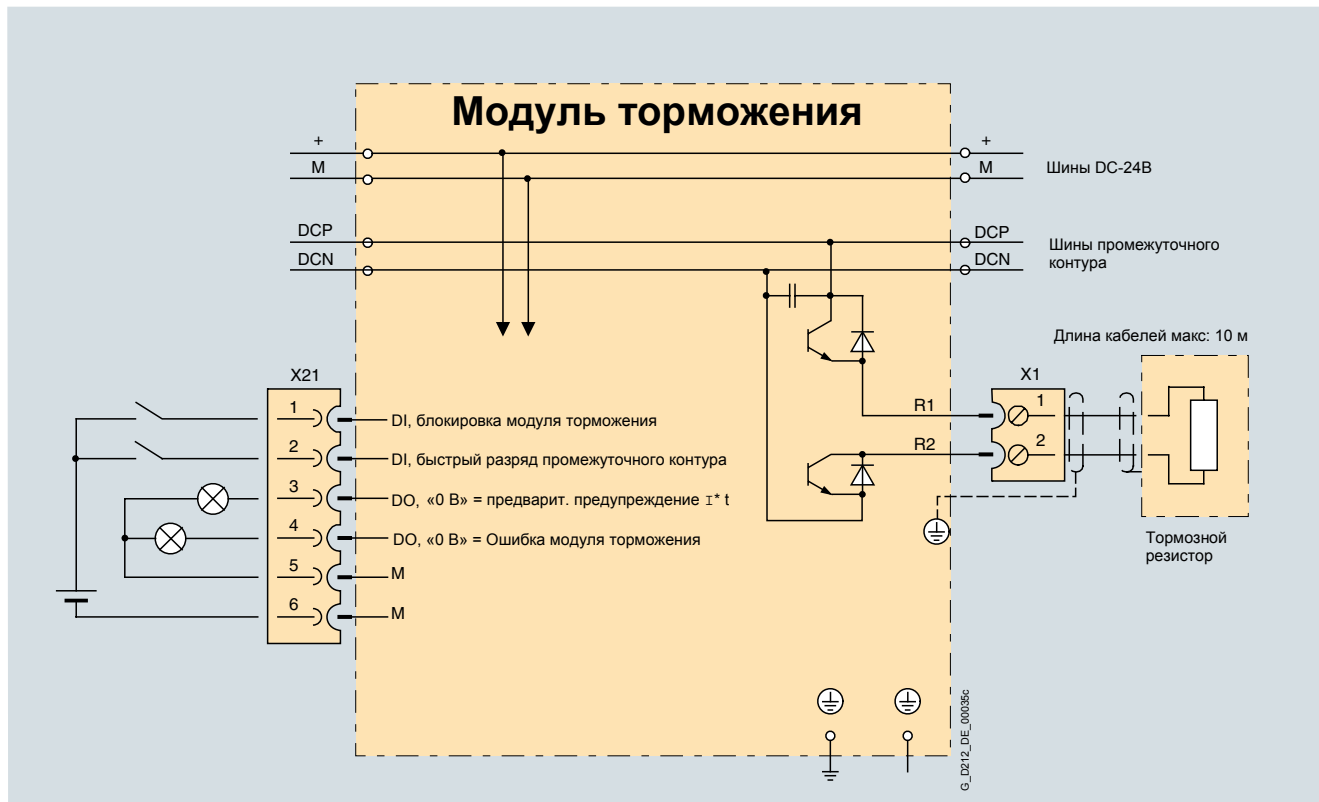 Модуль торможения
+
M
DCP
DCN
+
M
Шины DC-24В
DCP
DCN
Шины промежуточного
контура
Длина кабелей макс: 10 м
X21
1
DI, блокировка модуля торможения
2
DI, быстрый разряд промежуточного контура
3
DO, «0 В» = предварит. предупреждение I* t
4
DO, «0 В» = Ошибка модуля торможения
5
M
6
M
R1
R2
X1
1
2
Тормозной
резистор
G_D212_DE_00035c